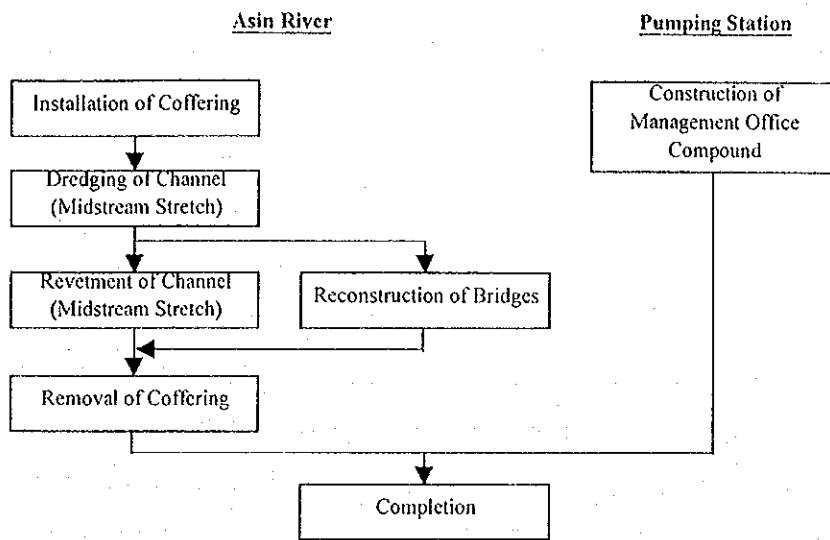 Asin River
Pumping Station
Installation of Coffering
Construction of
Management Office
Compound
Dredging of Channel
(Midstream Stretch)
Revetment of Channel
(Midstream Stretch)
Reconstruction of Bridges
Removal of Coffering
Completion